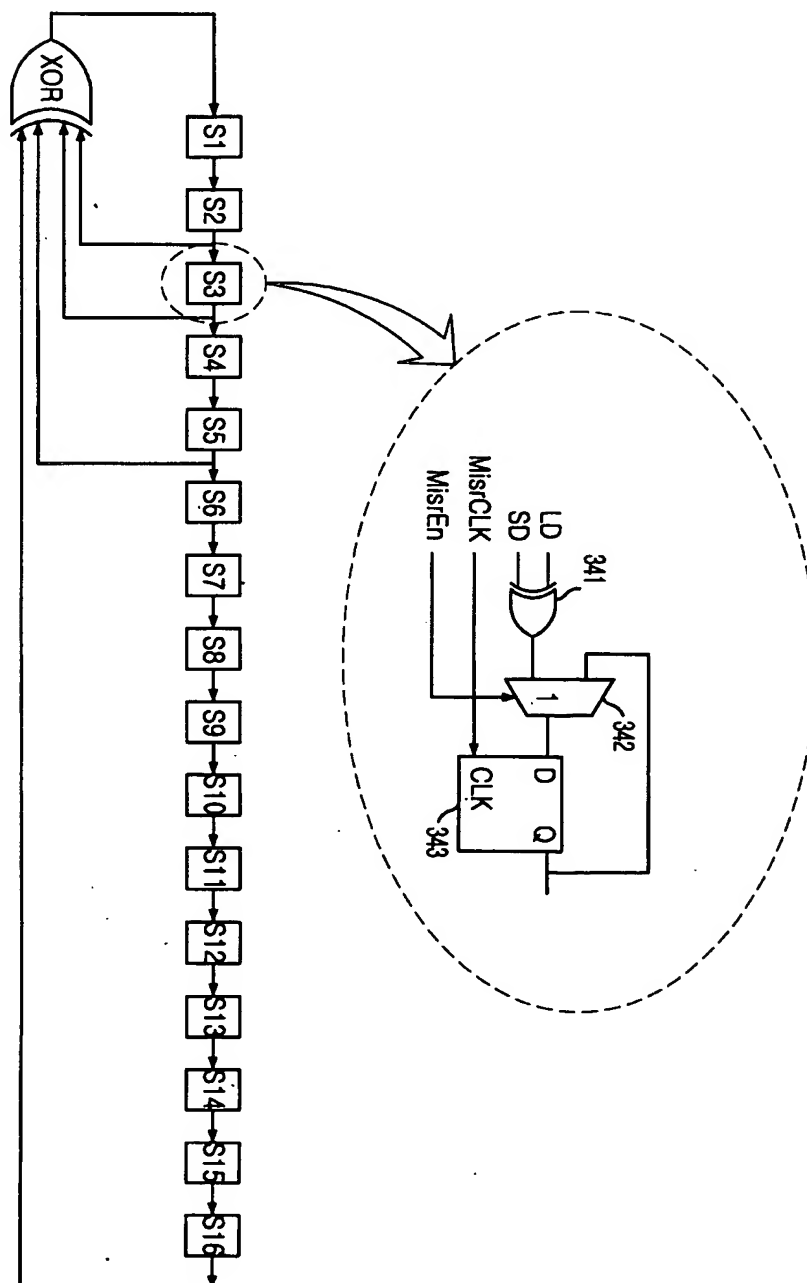 XOR
S1
S2
S3
S4
S5
S6
S7
S8
S9
S10
S11
S12
S13
S14
S15
S16
LD
SD
MisrCLK
MisrEn
341
1
342
D
Q
CLK
343